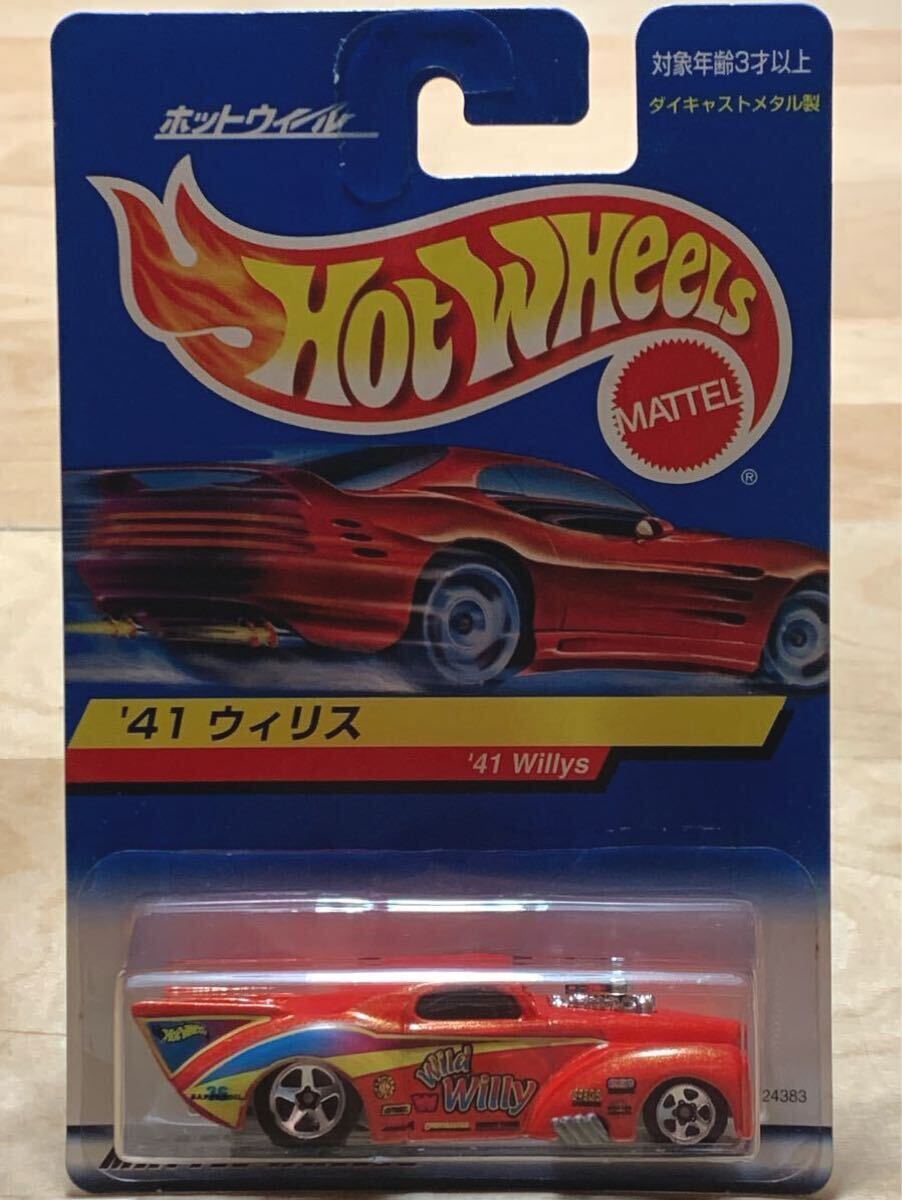 対象年齢3才以上
ダイキャストメタル製
ホットウィール
HOT WHEELS
MATTEL
®
'41 ウィリス
'41 Willys
Hot Wheels
Wild
Willy
24383